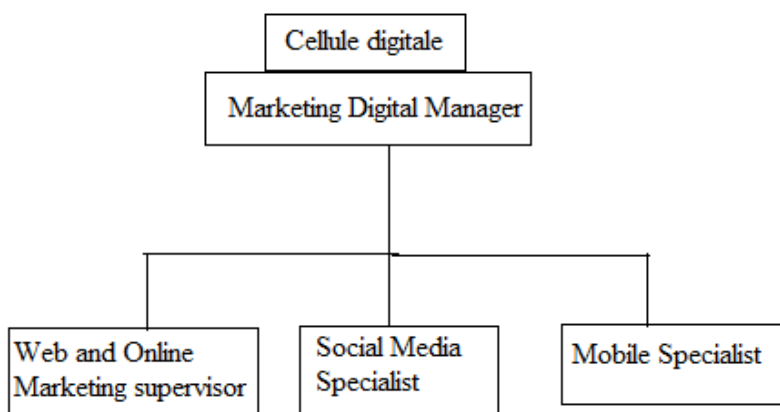 Cellule digitale
Marketing Digital Manager
Web and Online
Marketing supervisor
Social Media
Specialist
Mobile Specialist